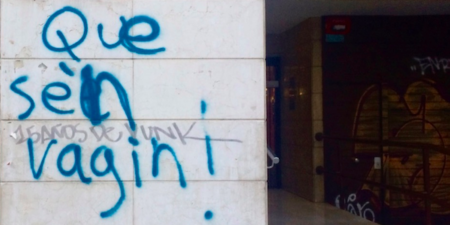 Que
sèn
15 AÑOS DE PUNK
vagin!